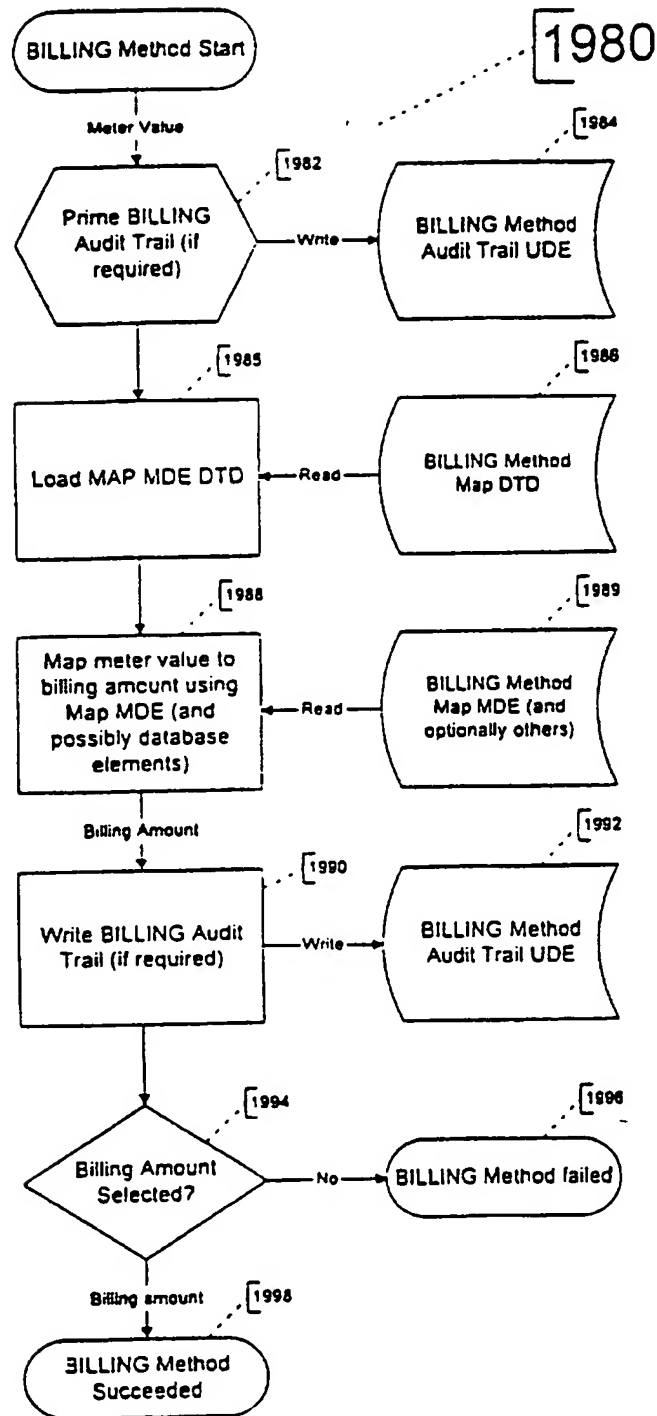 BILLING Method Start
1980
Meter Value
1982
1984
Prime BILLING
Audit Trail (if
required)
Write
BILLING Method
Audit Trail UDE
1985
1986
Load MAP MDE DTD
Read
BILLING Method
Map DTD
1988
1989
Map meter value to
billing amount using
Map MDE (and
possibly database
elements)
Read
BILLING Method
Map MDE (and
optionally others)
Billing Amount
1990
1992
Write BILLING Audit
Trail (if required)
Write
BILLING Method
Audit Trail UDE
1994
1996
Billing Amount
Selected?
No
BILLING Method failed
Billing amount
1998
BILLING Method
Succeeded